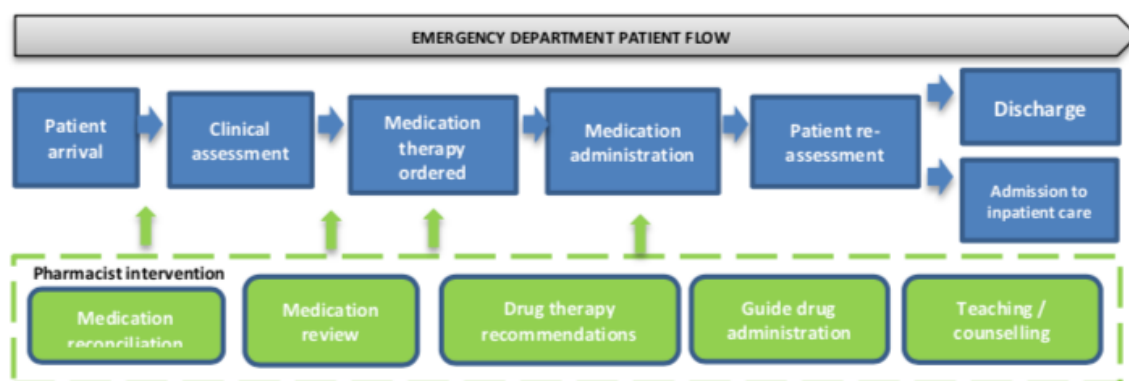 EMERGENCY DEPARTMENT PATIENT FLOW
Patient
arrival
Clinical
assessment
Medication
therapy
ordered
Medication
administration
Patient re-
assessment
Discharge
Admission to
inpatient care
Pharmacist intervention
Medication
reconciliation
Medication
review
Drug therapy
recommendations
Guide drug
administration
Teaching /
counselling